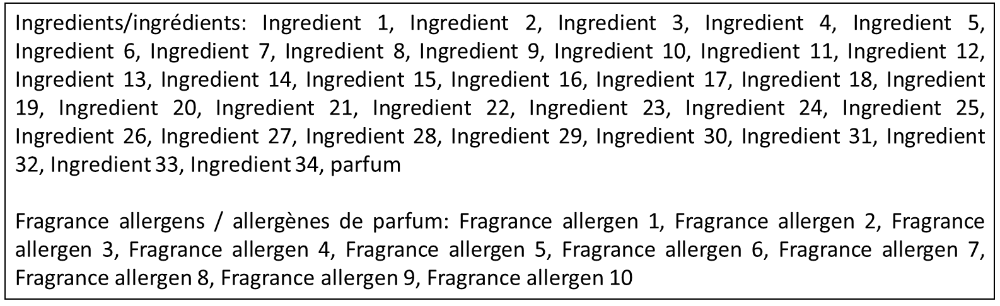 Ingredients/ingrédients: Ingredient 1, Ingredient 2, Ingredient 3, Ingredient 4, Ingredient 5,
Ingredient 6, Ingredient 7, Ingredient 8, Ingredient 9, Ingredient 10, Ingredient 11, Ingredient 12,
Ingredient 13, Ingredient 14, Ingredient 15, Ingredient 16, Ingredient 17, Ingredient 18, Ingredient
19, Ingredient 20, Ingredient 21, Ingredient 22, Ingredient 23, Ingredient 24, Ingredient 25,
Ingredient 26, Ingredient 27, Ingredient 28, Ingredient 29, Ingredient 30, Ingredient 31, Ingredient
32, Ingredient 33, Ingredient 34, parfum
Fragrance allergens / allergènes de parfum: Fragrance allergen 1, Fragrance allergen 2, Fragrance
allergen 3, Fragrance allergen 4, Fragrance allergen 5, Fragrance allergen 6, Fragrance allergen 7,
Fragrance allergen 8, Fragrance allergen 9, Fragrance allergen 10